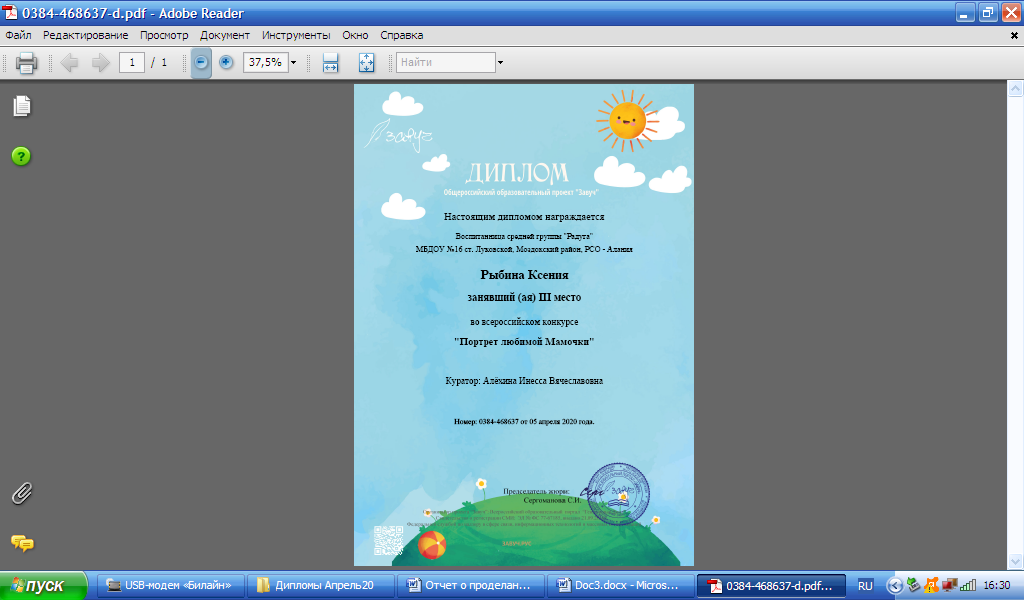 0384-468637-d.pdf - Adobe Reader
Файл Редактирование Просмотр Документ Инструменты Окно Справка
1 / 1 37,5% Найти
завуч
ДИПЛОМ
Общероссийский образовательный проект "Завуч"
Настоящим дипломом награждается
Воспитанница средней группы "Радуга"
МБДОУ №16 ст. Луковской, Моздокский район, РСО - Алания
Рыбина Ксения
занявший (ая) III место
во всероссийском конкурсе
"Портрет любимой Мамочки"
Куратор: Алёхина Инесса Вячеславовна
Номер: 0384-468637 от 05 апреля 2020 года.
Председатель жюри:
Сергоманова С.И.
пуск
USB-модем «Билайн»
Дипломы Апрель20
Отчет о проделан...
Doc3.docx - Micros...
0384-468637-d.pdf...
RU
16:30